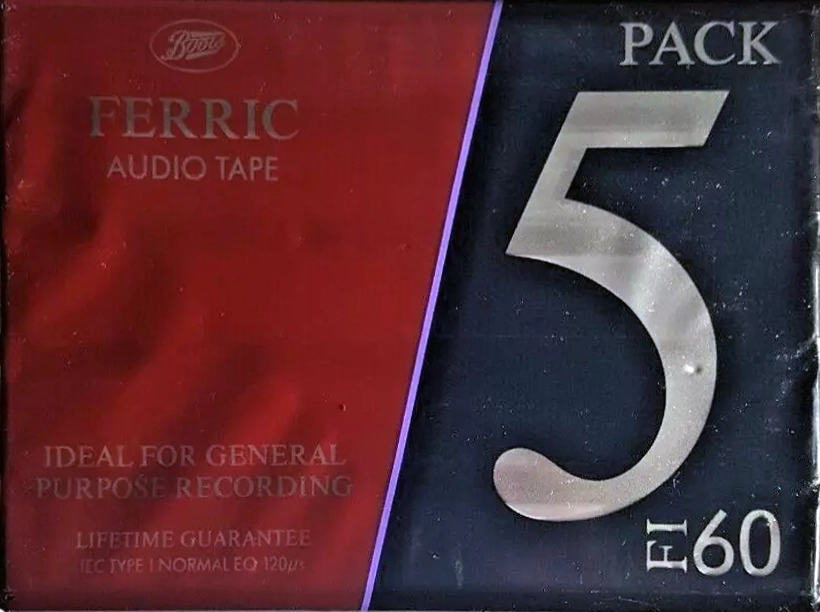 Boots
FERRIC
AUDIO TAPE
IDEAL FOR GENERAL
PURPOSE RECORDING
LIFETIME GUARANTEE
IEC TYPE I NORMAL EQ 120μs
PACK
5
FI 60